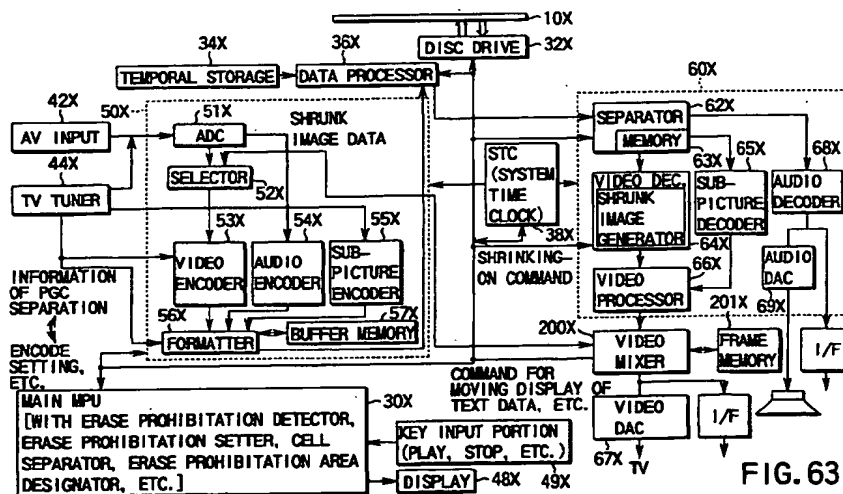 10X
34X
36X
DISC DRIVE
32X
TEMPORAL STORAGE
DATA PROCESSOR
60X
42X
50X
51X
SHRUNK
IMAGE DATA
AV INPUT
ADC
SEPARATOR
62X
MEMORY
63X
65X
68X
44X
SELECTOR
52X
STC
(SYSTEM
TIME
CLOCK)
38X
TV TUNER
53X
54X
55X
VIDEO DEC.
SHRUNK
IMAGE
GENERATOR
64X
SUB-
PICTURE
DECODER
AUDIO
DECODER
VIDEO
ENCODER
AUDIO
ENCODER
SUB-
PICTURE
ENCODER
SHRINKING-
ON COMMAND
66X
AUDIO
DAC
69X
INFORMATION
OF PGC
SEPARATION
VIDEO
PROCESSOR
57X
56X
BUFFER MEMORY
FORMATTER
200X
201X
ENCODE
SETTING,
ETC.
VIDEO
MIXER
FRAME
MEMORY
I/F
30X
COMMAND FOR
MOVING DISPLAY OF
TEXT DATA, ETC.
MAIN MPU
[WITH ERASE PROHIBITION DETECTOR,
ERASE PROHIBITION SETTER, CELL
SEPARATOR, ERASE PROHIBITION AREA
DESIGNATOR, ETC.]
KEY INPUT PORTION
(PLAY, STOP, ETC.)
49X
VIDEO
DAC
67X
I/F
TV
DISPLAY
48X
FIG. 63